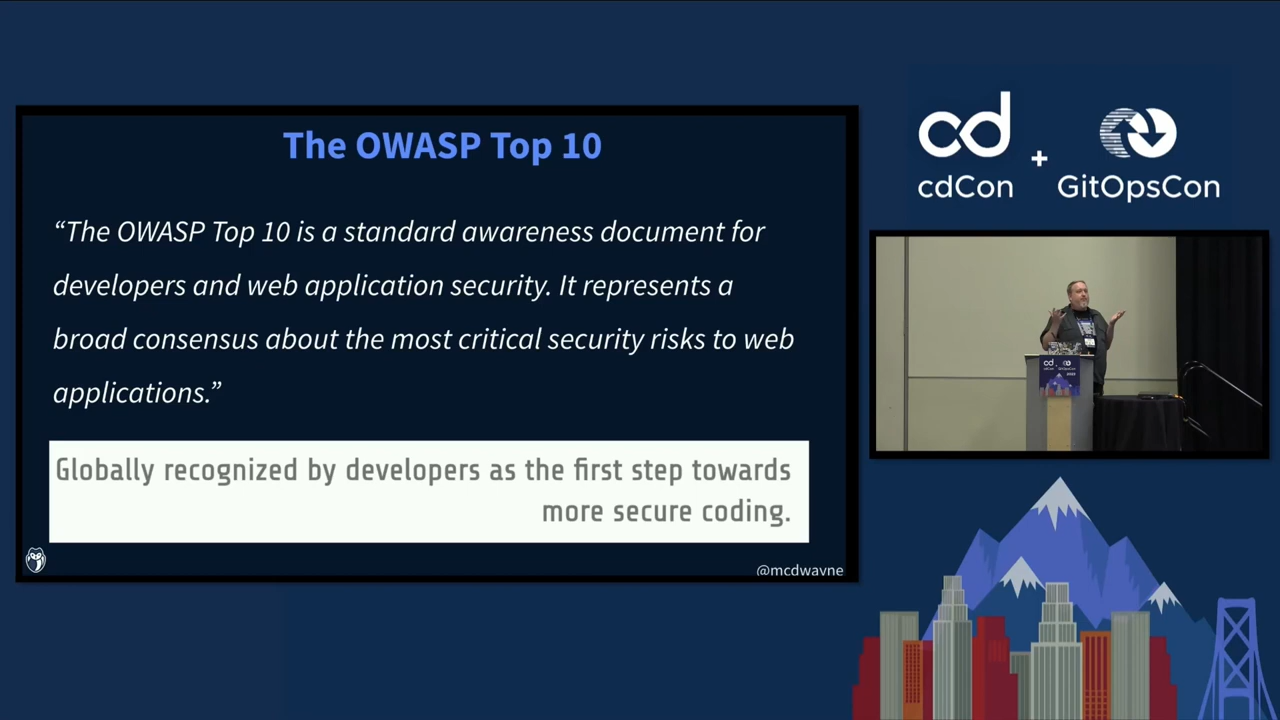 The OWASP Top 10
“The OWASP Top 10 is a standard awareness document for
developers and web application security. It represents a
broad consensus about the most critical security risks to web
applications.”
Globally recognized by developers as the first step towards
more secure coding.
@mcdwayne
cd
cdCon
+
GitOpsCon